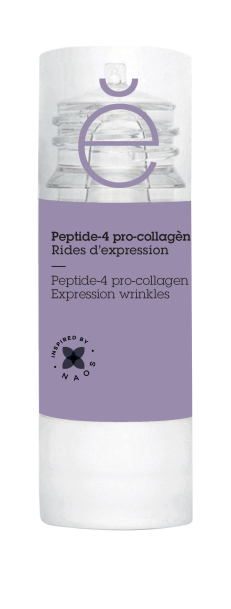 ĕ
Peptide-4 pro-collagèn
Rides d'expression
Peptide-4 pro-collagen
Expression wrinkles
INSPIRED BY
NAOS